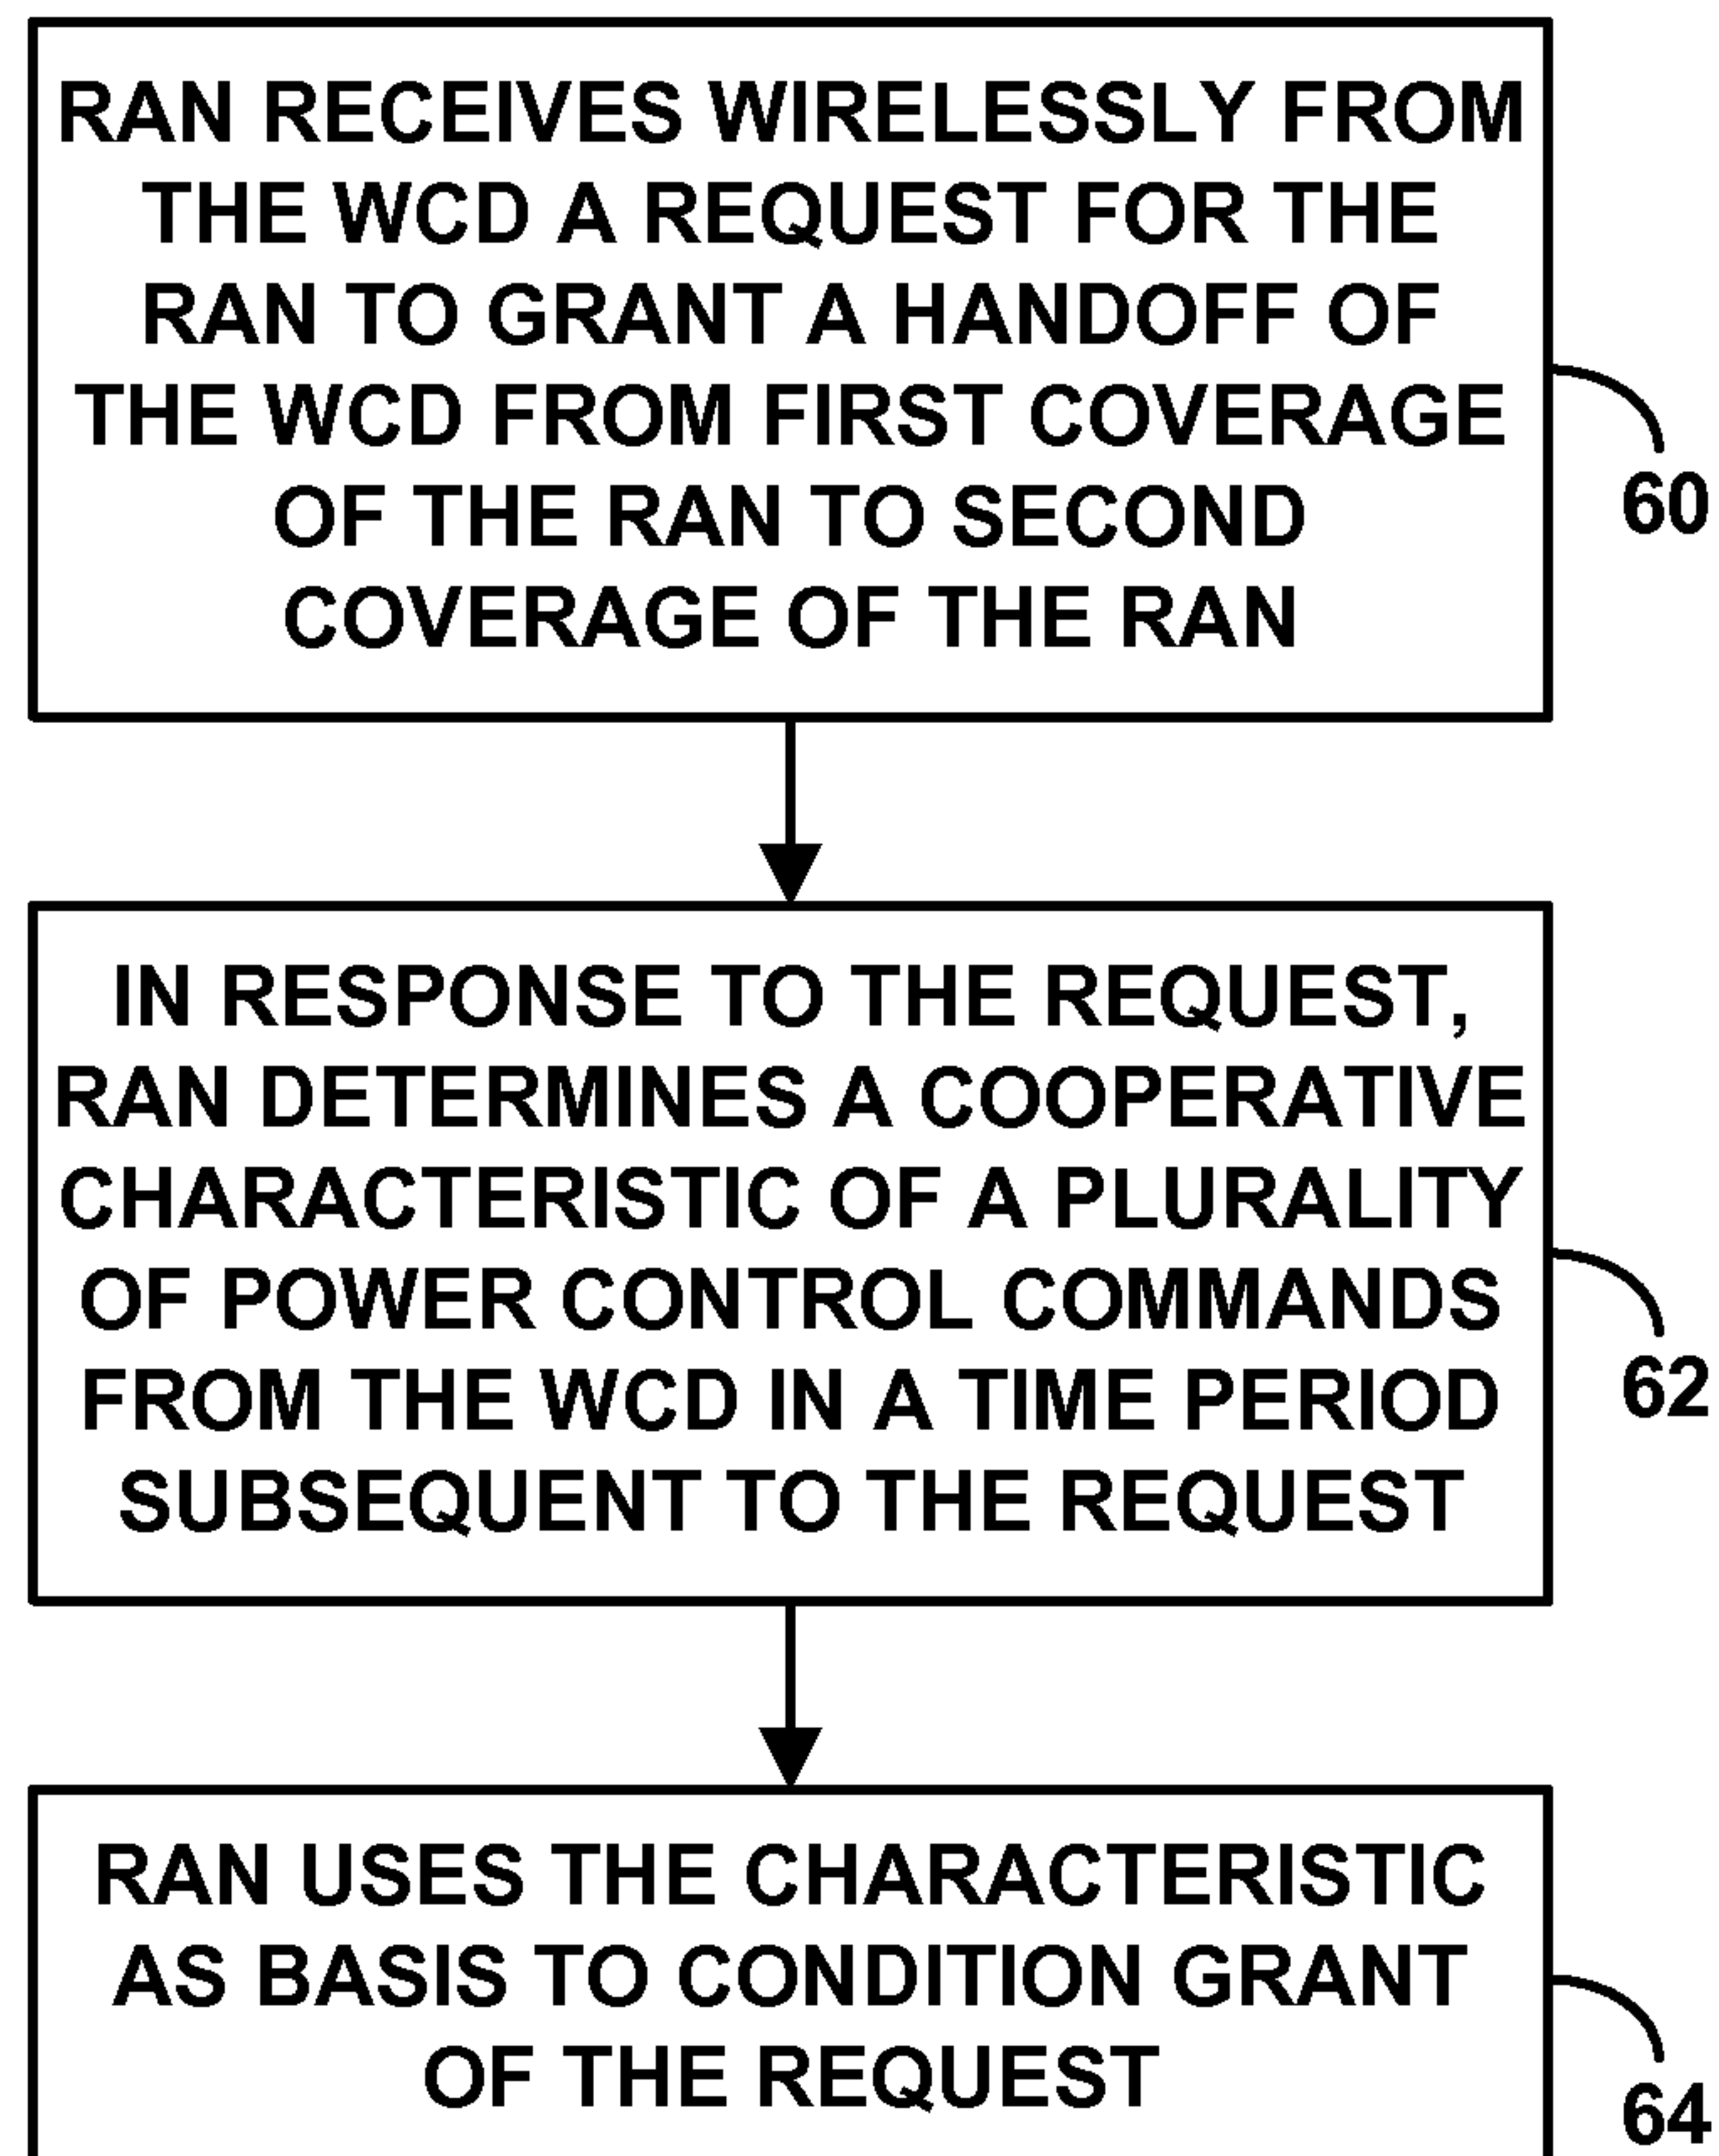 RAN RECEIVES WIRELESSLY FROM
THE WCD A REQUEST FOR THE
RAN TO GRANT A HANDOFF OF
THE WCD FROM FIRST COVERAGE
OF THE RAN TO SECOND
COVERAGE OF THE RAN
60
IN RESPONSE TO THE REQUEST,
RAN DETERMINES A COOPERATIVE
CHARACTERISTIC OF A PLURALITY
OF POWER CONTROL COMMANDS
FROM THE WCD IN A TIME PERIOD
SUBSEQUENT TO THE REQUEST
62
RAN USES THE CHARACTERISTIC
AS BASIS TO CONDITION GRANT
OF THE REQUEST
64